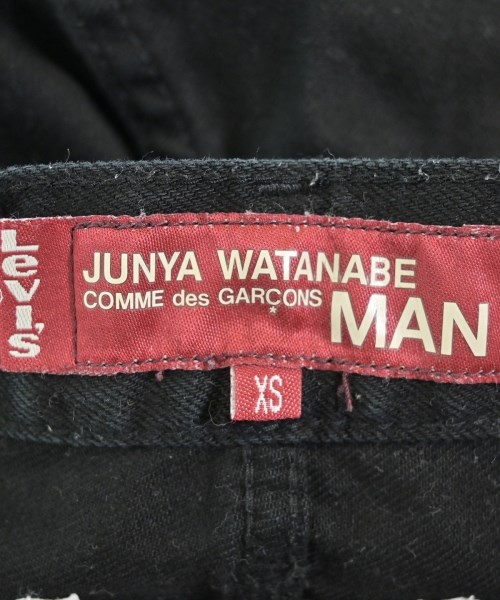 Levi's
JUNYA WATANABE
COMME des GARÇONS
MAN
XS